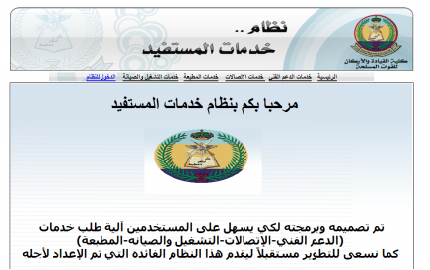 نظام ..
خدمات المستفيد
كلية القيادة والأركان
للقوات المسلحة
الرئيسية خدمات الدعم الفني خدمات الاتصالات خدمات المطبعة خدمات التشغيل والصيانة الدخول للنظام
مرحبا بكم بنظام خدمات المستفيد
تم تصميمه وبرمجته لكي يسهل على المستخدمين آلية طلب خدمات
(الدعم الفني-الإتصالات-التشغيل والصيانه-المطبعة)
كما نسعى للتطوير مستقبلاً ليقدم هذا النظام الفائده التي تم الإعداد لأجله